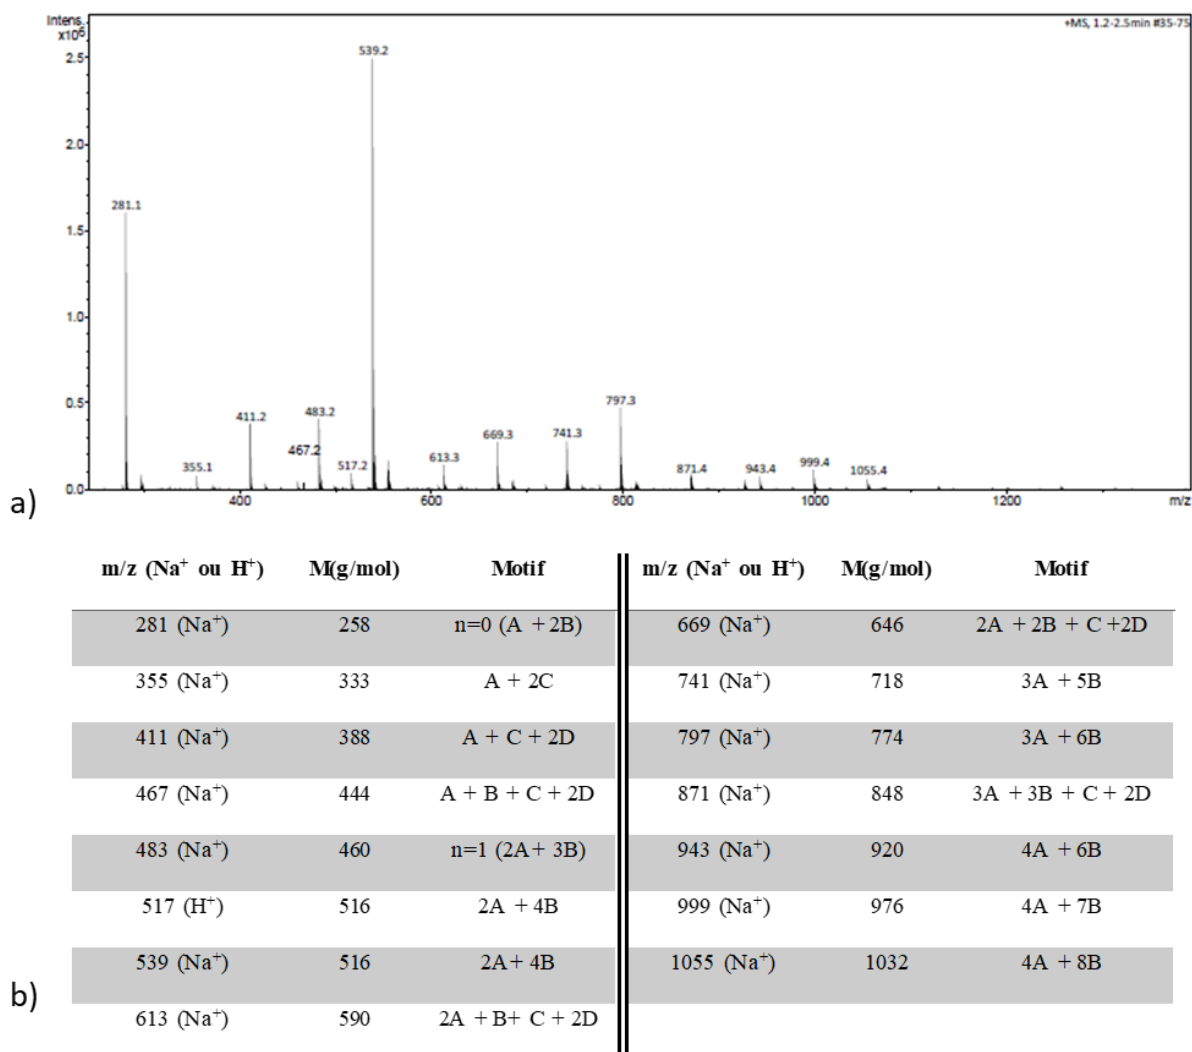 Intens.
x10⁶
+MS, 1.2-2.5min #35-75
2.5
2.0
1.5
1.0
0.5
0.0
281.1
355.1
411.2
467.2
483.2
517.2
539.2
613.3
669.3
741.3
797.3
871.4
943.4
999.4
1055.4
400
600
800
1000
1200
m/z
a)
m/z (Na⁺ ou H⁺) M(g/mol) Motif m/z (Na⁺ ou H⁺) M(g/mol) Motif
281 (Na⁺) 258 n=0 (A + 2B) 669 (Na⁺) 646 2A + 2B + C +2D
355 (Na⁺) 333 A + 2C 741 (Na⁺) 718 3A + 5B
411 (Na⁺) 388 A + C + 2D 797 (Na⁺) 774 3A + 6B
467 (Na⁺) 444 A + B + C + 2D 871 (Na⁺) 848 3A + 3B + C + 2D
483 (Na⁺) 460 n=1 (2A+ 3B) 943 (Na⁺) 920 4A + 6B
517 (H⁺) 516 2A + 4B 999 (Na⁺) 976 4A + 7B
539 (Na⁺) 516 2A+ 4B 1055 (Na⁺) 1032 4A + 8B
b)
613 (Na⁺) 590 2A + B+ C + 2D